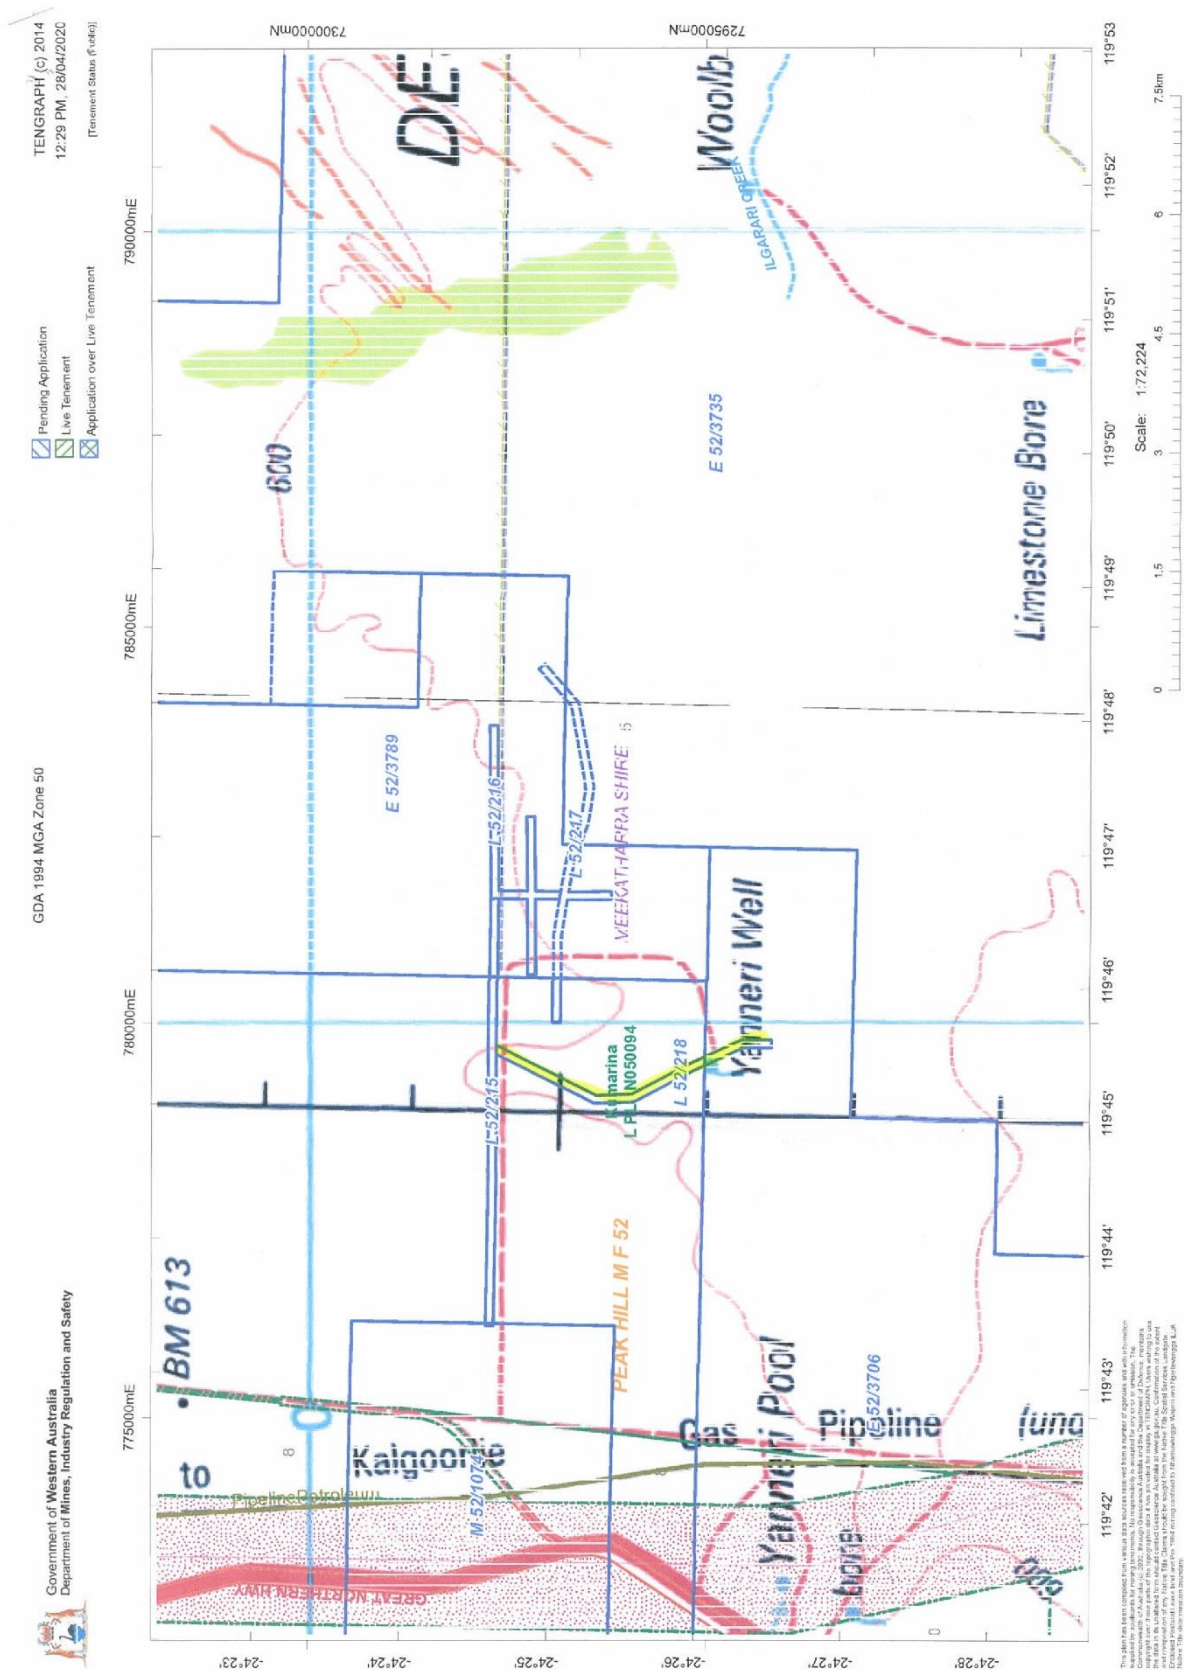 Government of Western Australia
Department of Mines, Industry Regulation and Safety
GDA 1994 MGA Zone 50
Pending Application
Live Tenement
Application over Live Tenement
TENGRAPH (c) 2014
12:29 PM, 28/04/2020
[Tenement Status (Public)]
775000mE
780000mE
785000mE
790000mE
7300000mN
7295000mN
-24°23'
-24°24'
-24°25'
-24°26'
-24°27'
-24°28'
to
• BM 613
8
600
DE
E 52/3789
PipelinePetroleum
Kalgoorlie
M 52/1074
GREAT NORTHERN HWY
L 52/215
L 52/216
L 52/217
PEAK HILL M F 52
Kumarina
L PL N050094
L 52/218
MEEKATHARRA SHIRE
5
E 52/3735
ILGARARI CREEK
Woolb
Gas
Pipeline
Yanneri Pool
Yanneri Well
E 52/3706
Limestone Bore
119°42'
119°43'
119°44'
119°45'
119°46'
119°47'
119°48'
119°49'
119°50'
119°51'
119°52'
119°53
Scale: 1:72,224
0
1.5
3
4.5
6
7.5km